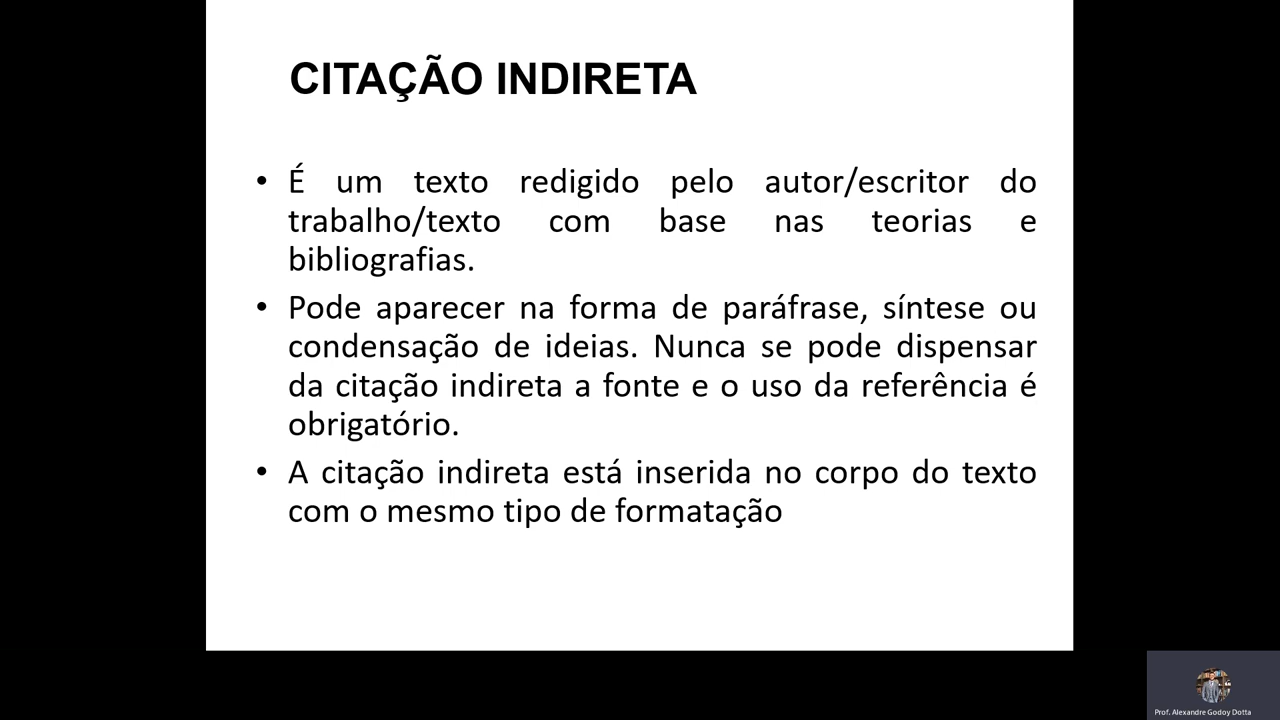 CITAÇÃO INDIRETA
• É um texto redigido pelo autor/escritor do
trabalho/texto com base nas teorias e
bibliografias.
• Pode aparecer na forma de paráfrase, síntese ou
condensação de ideias. Nunca se pode dispensar
da citação indireta a fonte e o uso da referência é
obrigatório.
• A citação indireta está inserida no corpo do texto
com o mesmo tipo de formatação
Prof. Alexandre Godoy Dotta